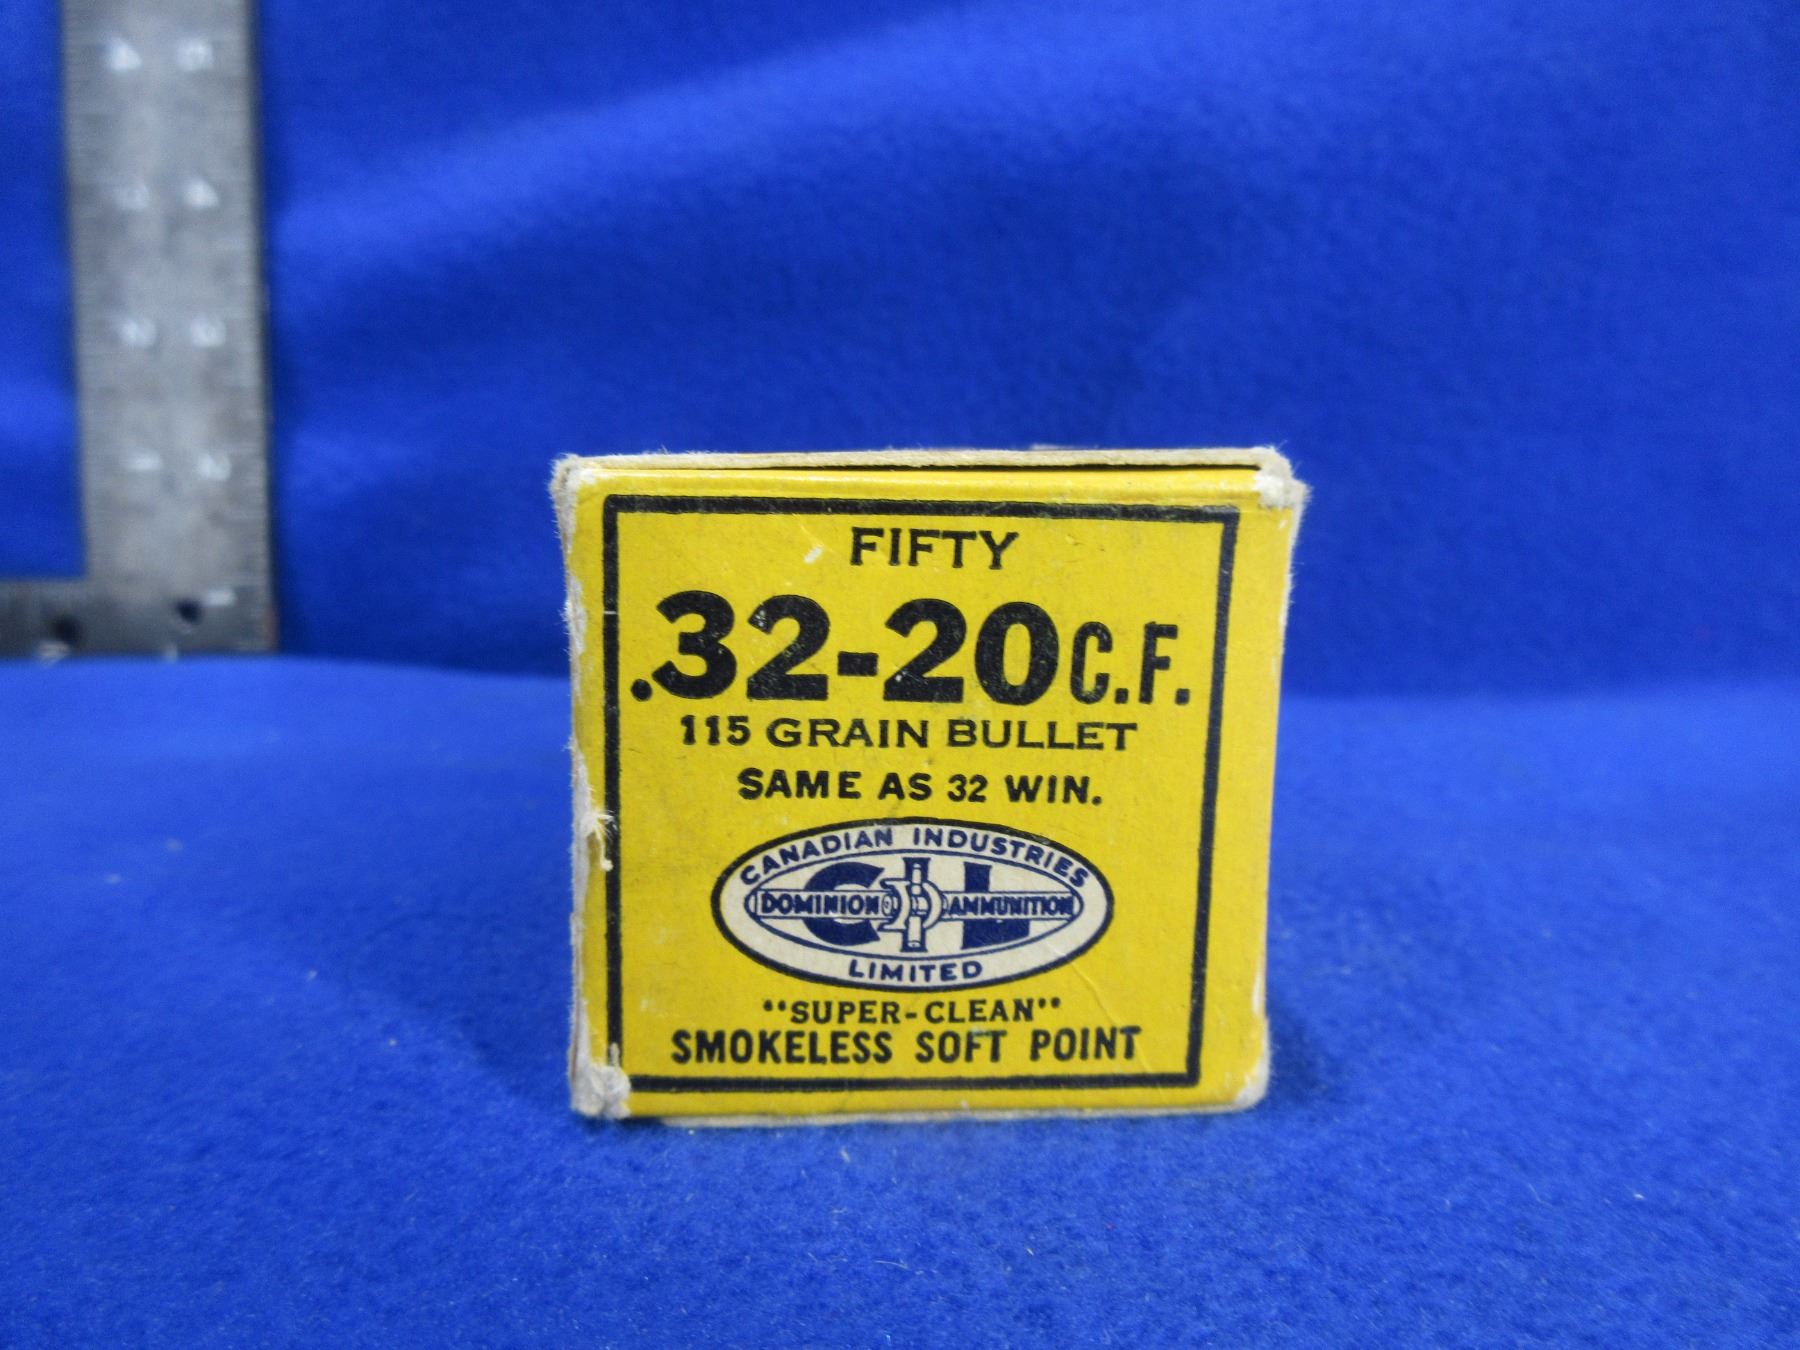 FIFTY
.32-20 C.F.
115 GRAIN BULLET
SAME AS 32 WIN.
CANADIAN INDUSTRIES
CIL
DOMINION AMMUNITION
LIMITED
"SUPER-CLEAN"
SMOKELESS SOFT POINT